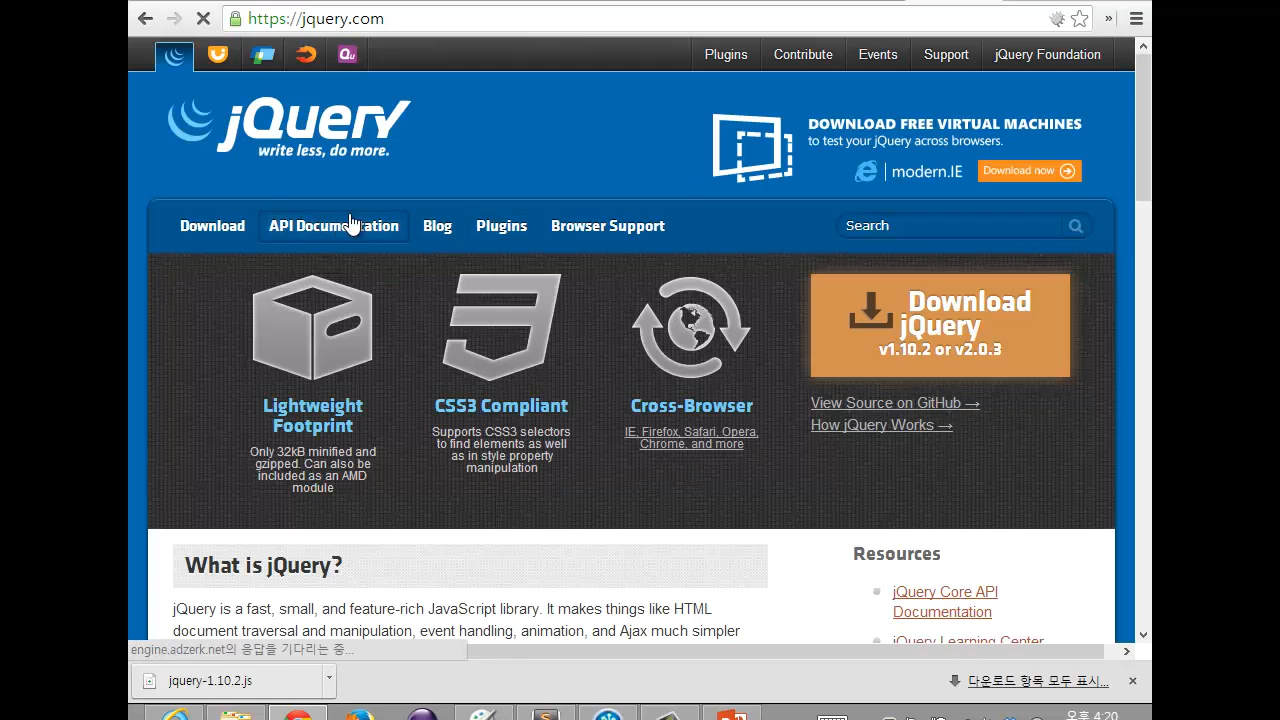 https://jquery.com
Plugins Contribute Events Support jQuery Foundation
jQuery
write less, do more.
DOWNLOAD FREE VIRTUAL MACHINES
to test your jQuery across browsers.
modern.IE Download now
Download API Documentation Blog Plugins Browser Support Search
Lightweight
Footprint
Only 32kB minified and
gzipped. Can also be
included as an AMD
module
CSS3 Compliant
Supports CSS3 selectors
to find elements as well
as in style property
manipulation
Cross-Browser
IE, Firefox, Safari, Opera,
Chrome, and more
Download
jQuery
v1.10.2 or v2.0.3
View Source on GitHub →
How jQuery Works →
What is jQuery?
jQuery is a fast, small, and feature-rich JavaScript library. It makes things like HTML
document traversal and manipulation, event handling, animation, and Ajax much simpler
Resources
jQuery Core API
Documentation
jQuery Learning Center
engine.adzerk.net의 응답을 기다리는 중...
jquery-1.10.2.js
다운로드 항목 모두 표시...
오후 4:20